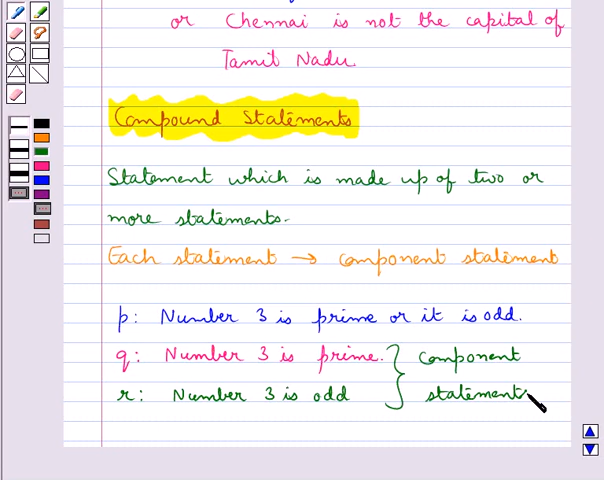 or Chennai is not the capital of
Tamil Nadu.
Compound Statements
Statement which is made up of two or
more statements.
Each statement → component statement
p: Number 3 is prime or it is odd.
q: Number 3 is prime. } component
r: Number 3 is odd } statements